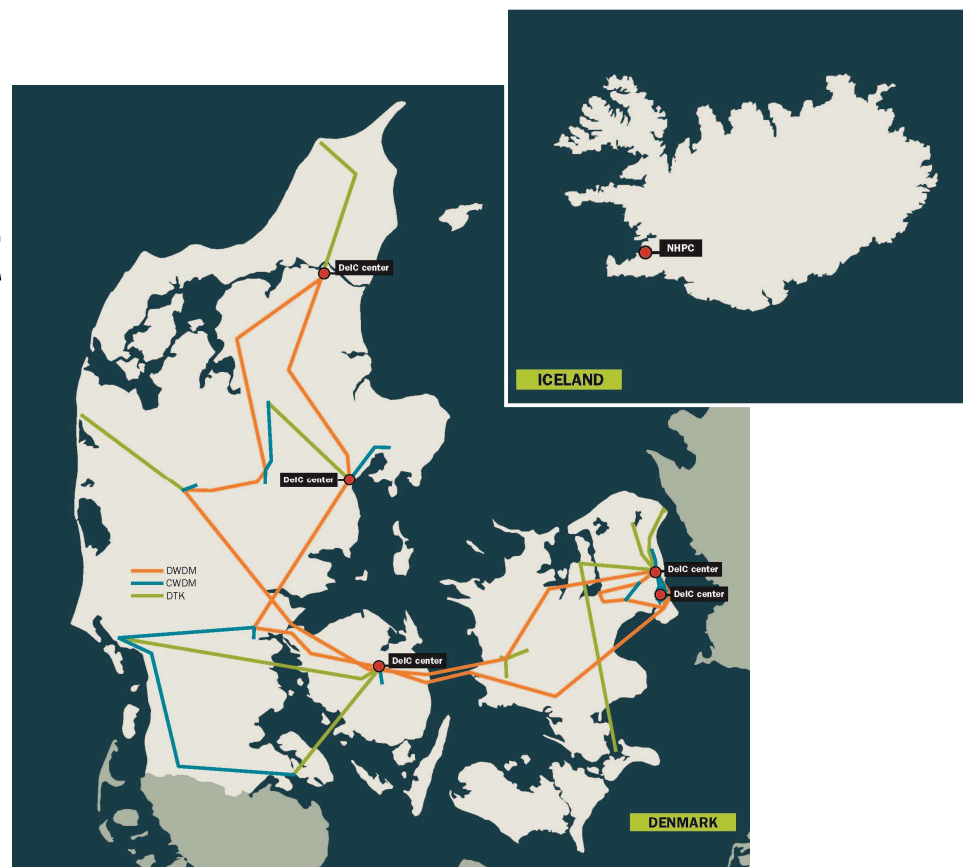 NHPC
ICELAND
DeIC center
DeIC center
DWDM
CWDM
DTK
DeIC center
DeIC center
DeIC center
DENMARK